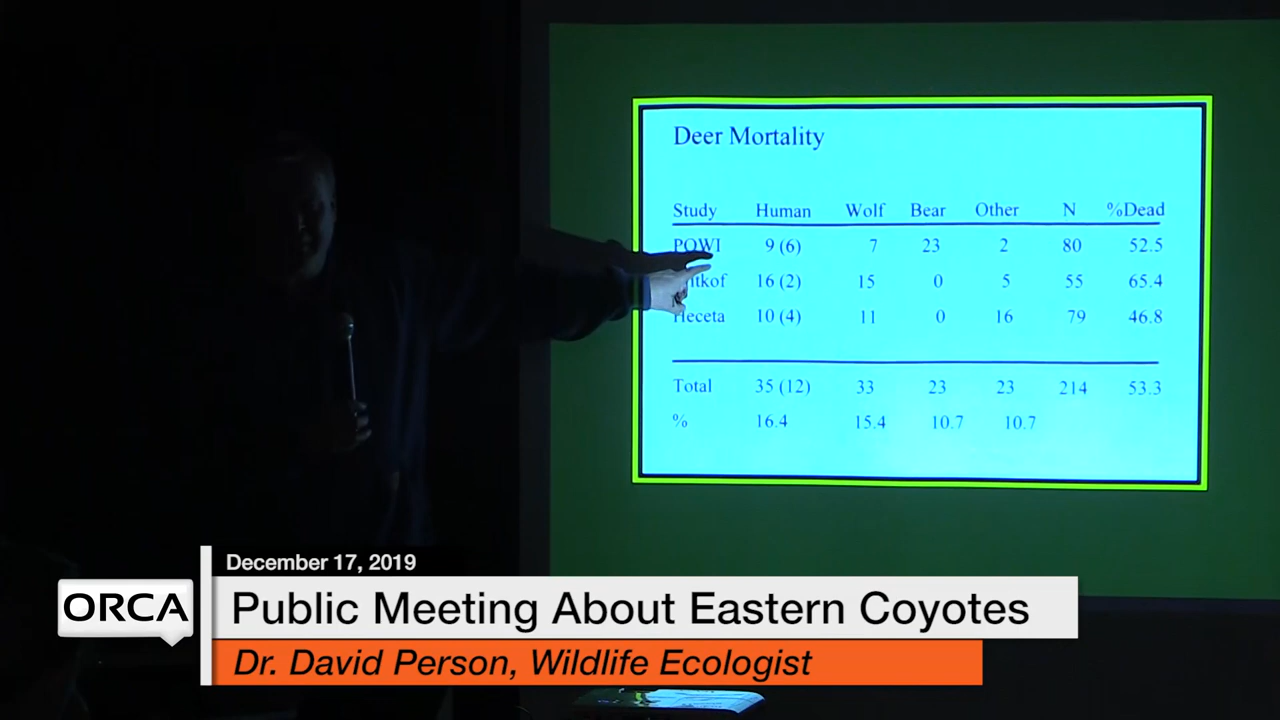 Deer Mortality
Study Human Wolf Bear Other N %Dead
POWI 9 (6) 7 23 2 80 52.5
16 (2) 15 0 5 55 65.4
Heceta 10 (4) 11 0 16 79 46.8
Total 35 (12) 33 23 23 214 53.3
% 16.4 15.4 10.7 10.7
December 17, 2019
ORCA
Public Meeting About Eastern Coyotes
Dr. David Person, Wildlife Ecologist